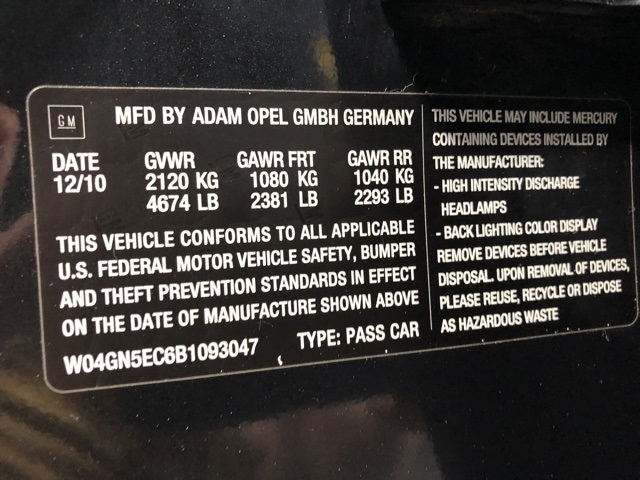 GM
MFD BY ADAM OPEL GMBH GERMANY
DATE GVWR GAWR FRT GAWR RR
12/10 2120 KG 1080 KG 1040 KG
4674 LB 2381 LB 2293 LB
THIS VEHICLE CONFORMS TO ALL APPLICABLE
U.S. FEDERAL MOTOR VEHICLE SAFETY, BUMPER
AND THEFT PREVENTION STANDARDS IN EFFECT
ON THE DATE OF MANUFACTURE SHOWN ABOVE
W04GN5EC6B1093047 TYPE: PASS CAR
THIS VEHICLE MAY INCLUDE MERCURY
CONTAINING DEVICES INSTALLED BY
THE MANUFACTURER:
- HIGH INTENSITY DISCHARGE
HEADLAMPS
- BACK LIGHTING COLOR DISPLAY
REMOVE DEVICES BEFORE VEHICLE
DISPOSAL. UPON REMOVAL OF DEVICES,
PLEASE REUSE, RECYCLE OR DISPOSE
AS HAZARDOUS WASTE